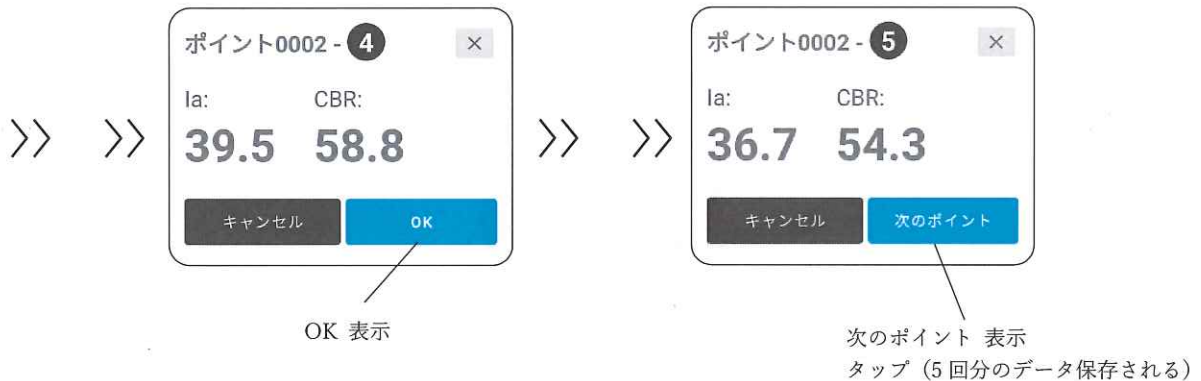 ポイント0002 - 4 ×
Ia: CBR:
39.5 58.8
キャンセル OK
OK 表示
ポイント0002 - 5 ×
Ia: CBR:
36.7 54.3
キャンセル 次のポイント
次のポイント 表示
タップ（5 回分のデータ保存される）